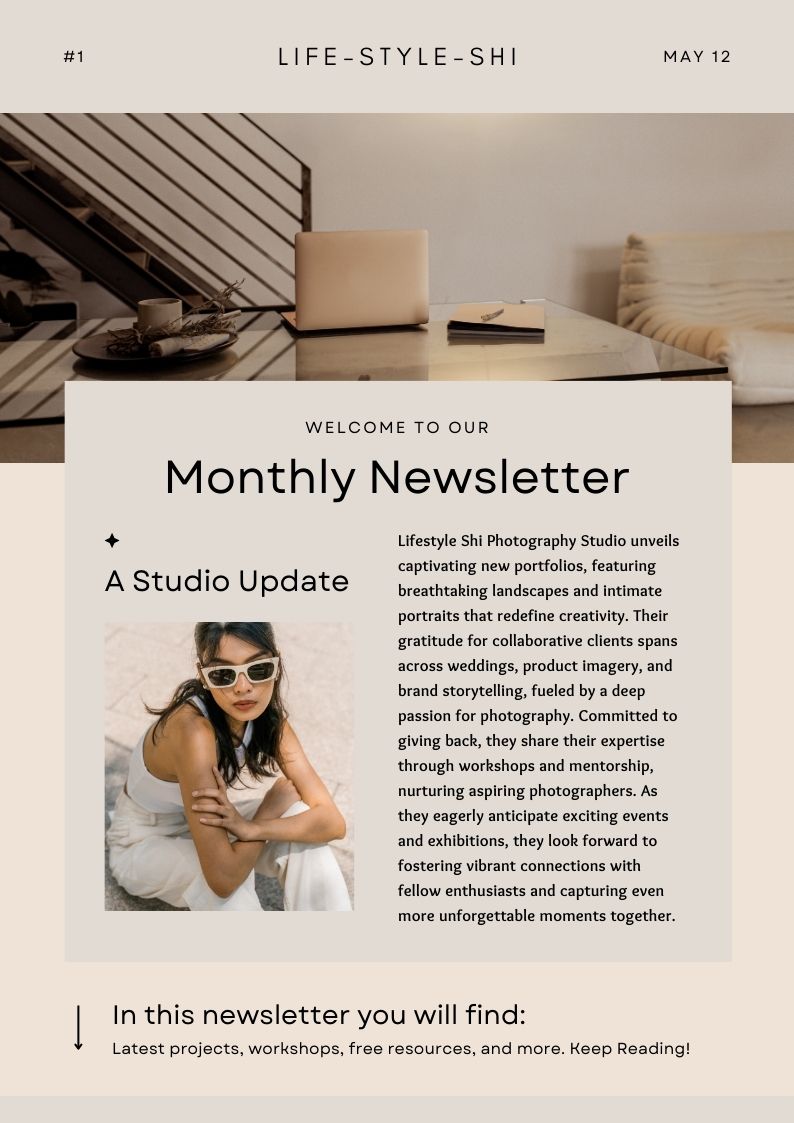 #1
LIFE–STYLE–SHI
MAY 12
WELCOME TO OUR
Monthly Newsletter
A Studio Update
Lifestyle Shi Photography Studio unveils
captivating new portfolios, featuring
breathtaking landscapes and intimate
portraits that redefine creativity. Their
gratitude for collaborative clients spans
across weddings, product imagery, and
brand storytelling, fueled by a deep
passion for photography. Committed to
giving back, they share their expertise
through workshops and mentorship,
nurturing aspiring photographers. As
they eagerly anticipate exciting events
and exhibitions, they look forward to
fostering vibrant connections with
fellow enthusiasts and capturing even
more unforgettable moments together.
In this newsletter you will find:
Latest projects, workshops, free resources, and more. Keep Reading!